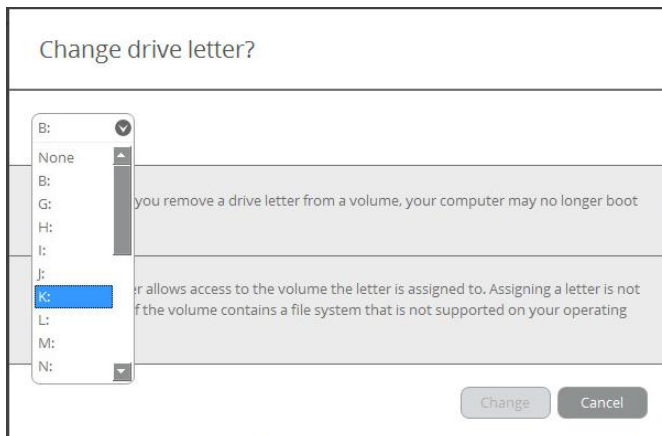 Change drive letter?
B:
None
B:
G:
H:
I:
J:
K:
L:
M:
N:
you remove a drive letter from a volume, your computer may no longer boot
er allows access to the volume the letter is assigned to. Assigning a letter is not
f the volume contains a file system that is not supported on your operating
Change
Cancel